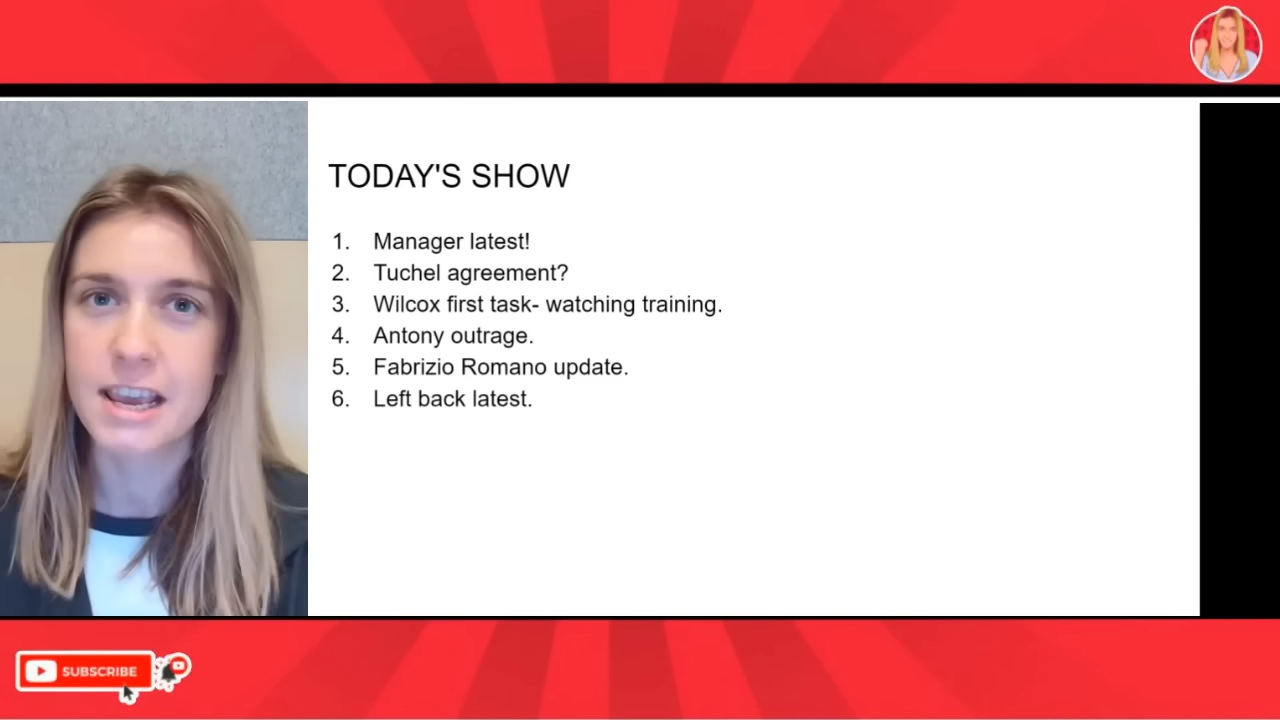 TODAY'S SHOW
1. Manager latest!
2. Tuchel agreement?
3. Wilcox first task- watching training.
4. Antony outrage.
5. Fabrizio Romano update.
6. Left back latest.
SUBSCRIBE